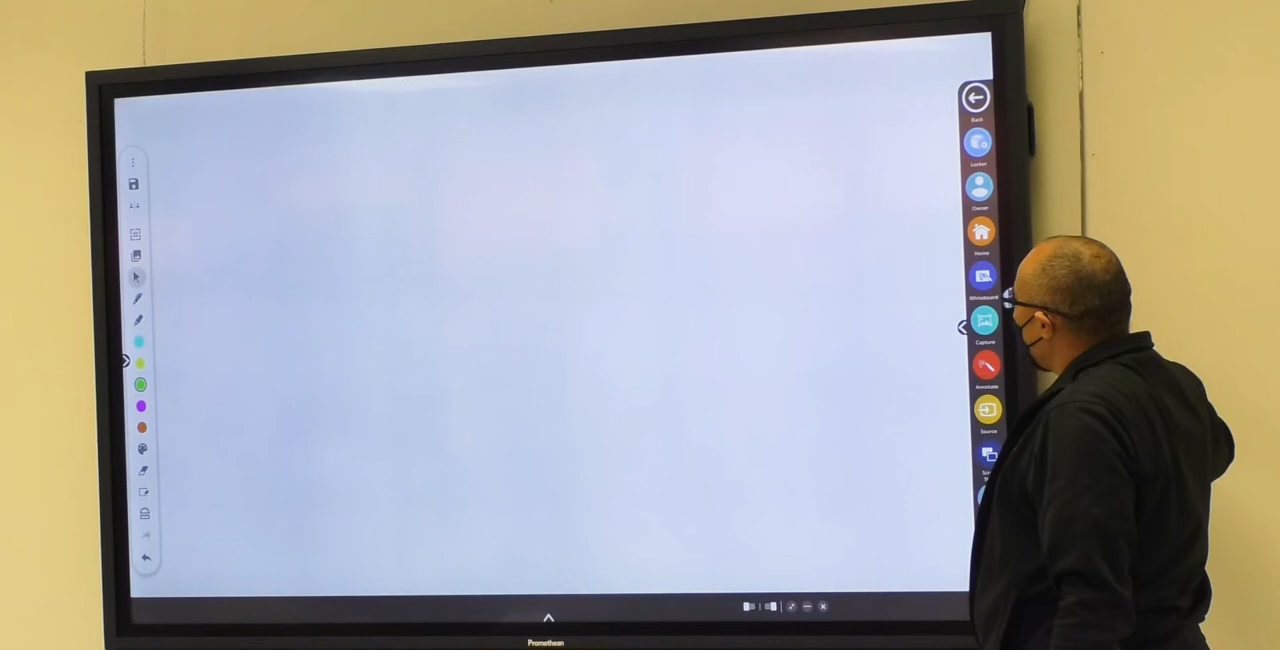 Back
Locker
Owner
Home
Whiteboard
Capture
Annotate
Source
Promethean